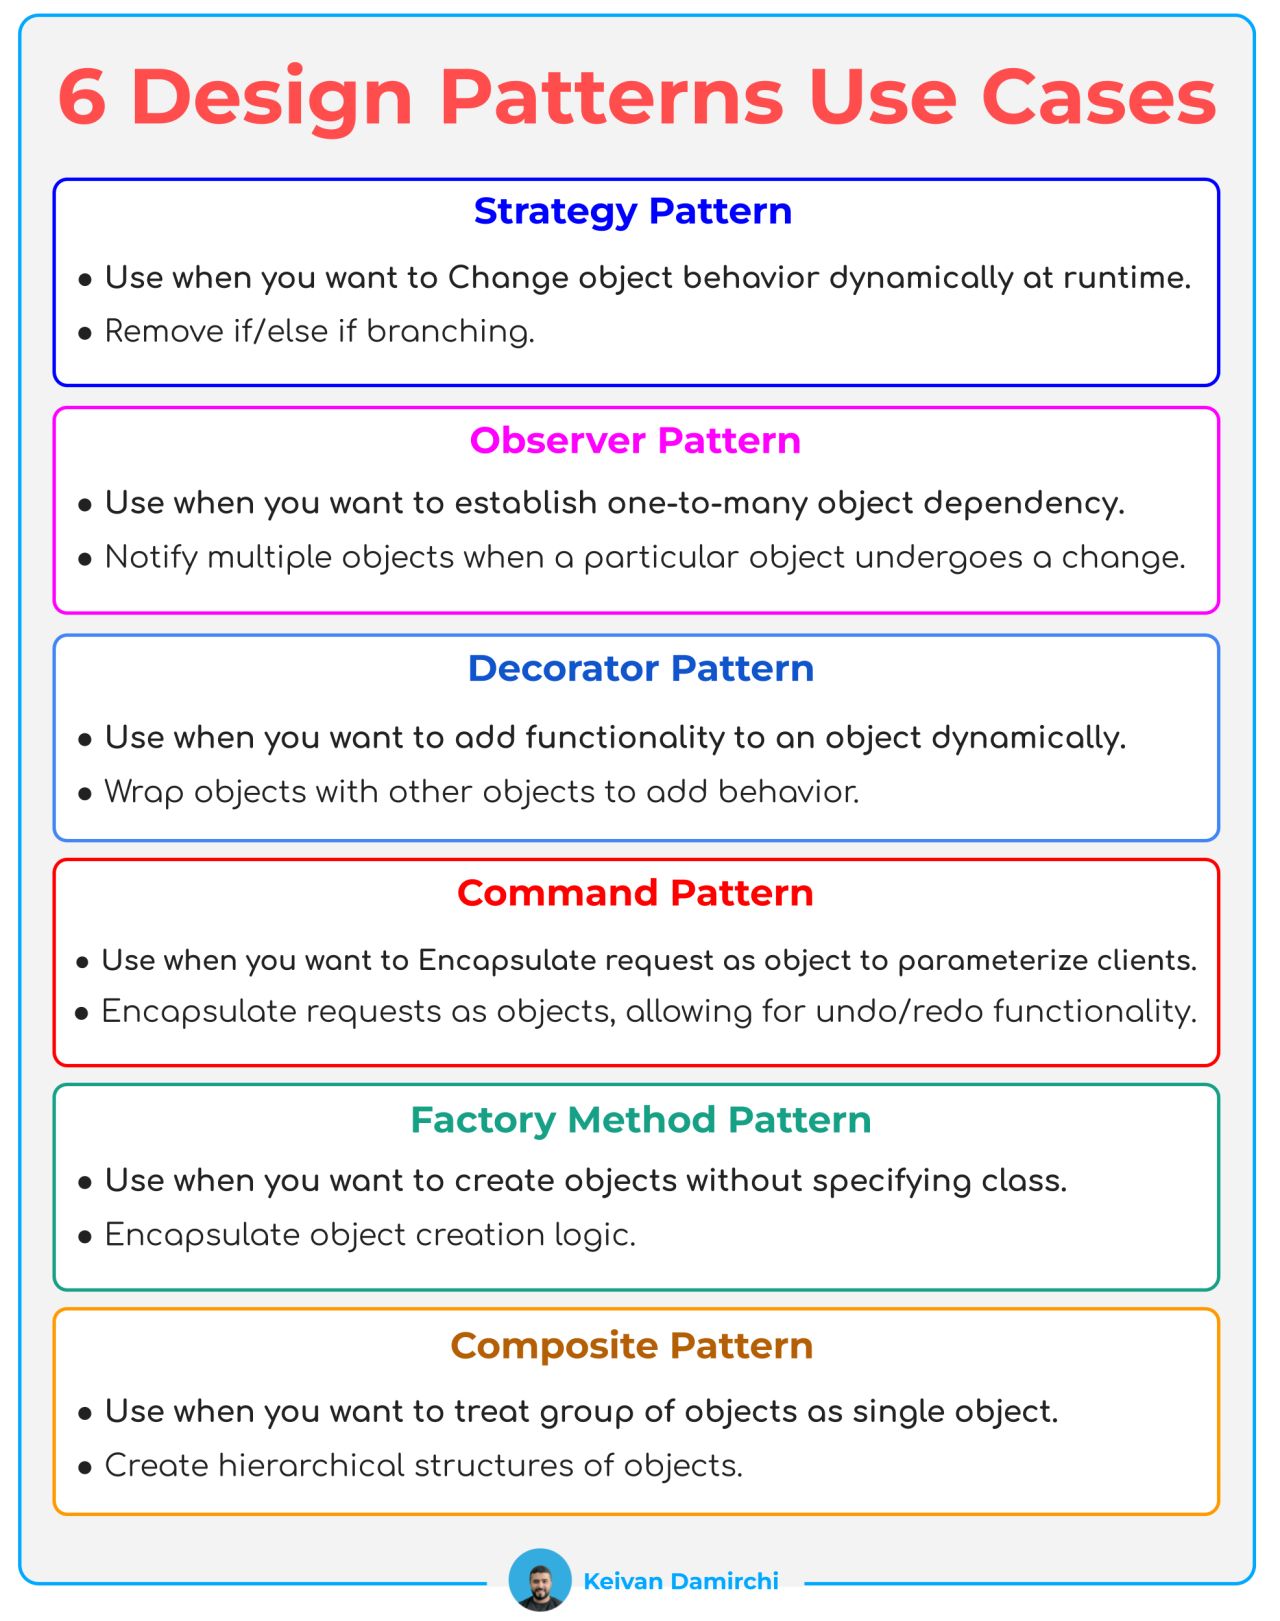 6 Design Patterns Use Cases
Strategy Pattern
● Use when you want to Change object behavior dynamically at runtime.
● Remove if/else if branching.
Observer Pattern
● Use when you want to establish one-to-many object dependency.
● Notify multiple objects when a particular object undergoes a change.
Decorator Pattern
● Use when you want to add functionality to an object dynamically.
● Wrap objects with other objects to add behavior.
Command Pattern
● Use when you want to Encapsulate request as object to parameterize clients.
● Encapsulate requests as objects, allowing for undo/redo functionality.
Factory Method Pattern
● Use when you want to create objects without specifying class.
● Encapsulate object creation logic.
Composite Pattern
● Use when you want to treat group of objects as single object.
● Create hierarchical structures of objects.
Keivan Damirchi